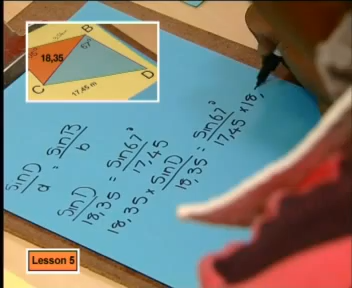 B
18,35
67°
C
D
17,45 m
Sin D / d = Sin B / b
Sin D / 18,35 = Sin 67° / 17,45
18,35 × Sin D / 18,35 = Sin 67° / 17,45 × 18,
Lesson 5